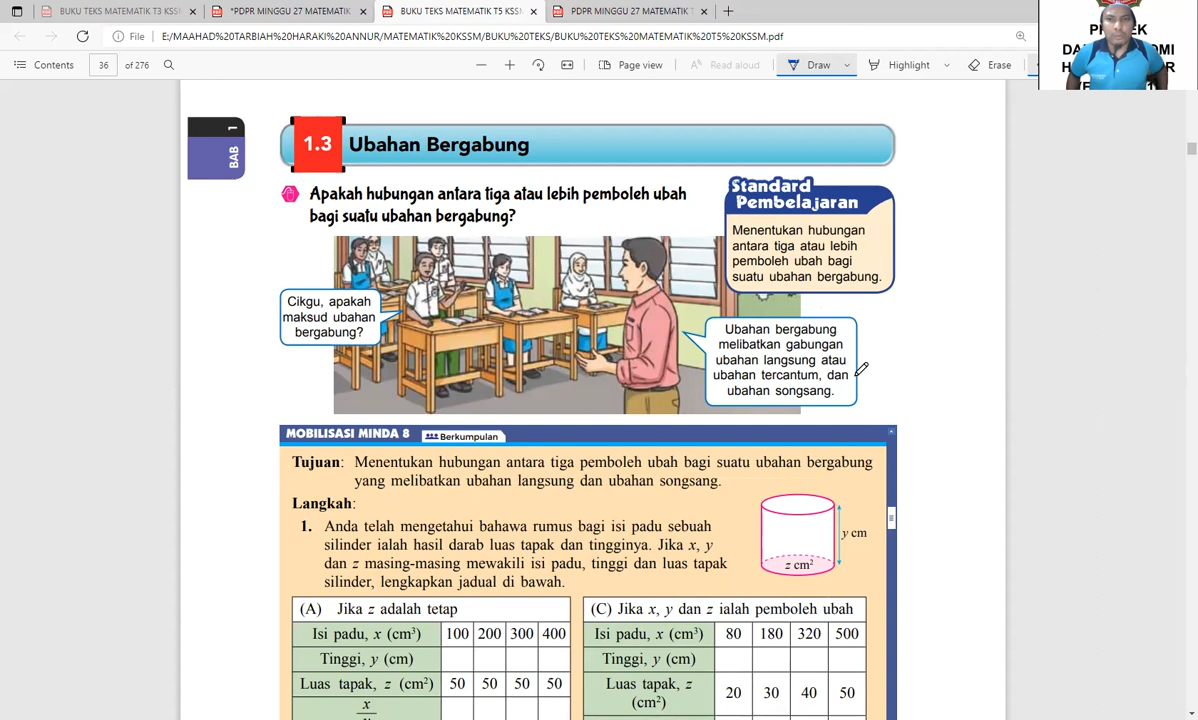 BUKU TEKS MATEMATIK T3 KSSM
*PDPR MINGGU 27 MATEMATIK
BUKU TEKS MATEMATIK T5 KSSM
PDPR MINGGU 27 MATEMATIK T
File
E:/MAAHAD%20TARBIAH%20HARAKI%20ANNUR/MATEMATIK%20KSSM/BUKU%20TEKS/BUKU%20TEKS%20MATEMATIK%20T5%20KSSM.pdf
Contents
36 of 276
Page view
Read aloud
Draw
Highlight
Erase
BAB 1
1.3 Ubahan Bergabung
Apakah hubungan antara tiga atau lebih pemboleh ubah
bagi suatu ubahan bergabung?
Standard
Pembelajaran
Menentukan hubungan
antara tiga atau lebih
pemboleh ubah bagi
suatu ubahan bergabung.
Cikgu, apakah
maksud ubahan
bergabung?
Ubahan bergabung
melibatkan gabungan
ubahan langsung atau
ubahan tercantum, dan
ubahan songsang.
MOBILISASI MINDA 8 Berkumpulan
Tujuan: Menentukan hubungan antara tiga pemboleh ubah bagi suatu ubahan bergabung
yang melibatkan ubahan langsung dan ubahan songsang.
Langkah:
1. Anda telah mengetahui bahawa rumus bagi isi padu sebuah
silinder ialah hasil darab luas tapak dan tingginya. Jika x, y
dan z masing-masing mewakili isi padu, tinggi dan luas tapak
silinder, lengkapkan jadual di bawah.
y cm
z cm²
(A) Jika z adalah tetap
Isi padu, x (cm³) 100 200 300 400
Tinggi, y (cm)
Luas tapak, z (cm²) 50 50 50 50
x
(C) Jika x, y dan z ialah pemboleh ubah
Isi padu, x (cm³) 80 180 320 500
Tinggi, y (cm)
Luas tapak, z
(cm²) 20 30 40 50